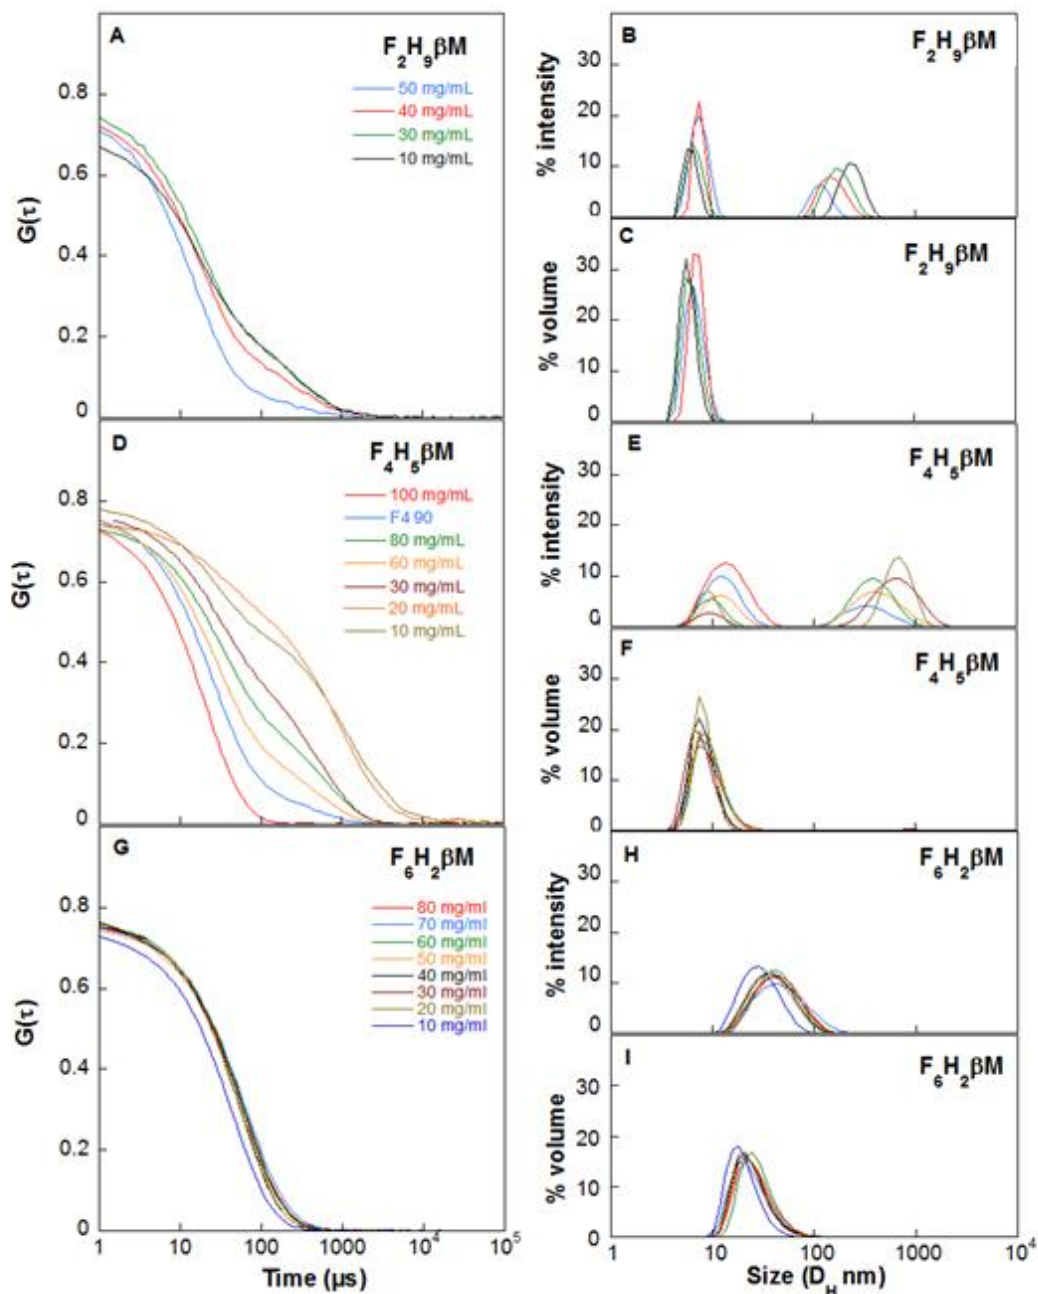 A
F₂H₉βM
50 mg/mL
40 mg/mL
30 mg/mL
10 mg/mL
0.8
0.6
0.4
0.2
0
G(τ)
B
F₂H₉βM
30
20
10
0
% intensity
C
F₂H₉βM
30
20
10
0
% volume
D
F₄H₅βM
100 mg/mL
F4 90
80 mg/mL
60 mg/mL
30 mg/mL
20 mg/mL
10 mg/mL
0.8
0.6
0.4
0.2
0
G(τ)
E
F₄H₅βM
30
20
10
0
% intensity
F
F₄H₅βM
30
20
10
0
% volume
G
F₆H₂βM
80 mg/ml
70 mg/ml
60 mg/ml
50 mg/ml
40 mg/ml
30 mg/ml
20 mg/ml
10 mg/ml
0.8
0.6
0.4
0.2
0
G(τ)
1 10 100 1000 10⁴ 10⁵
Time (µs)
H
F₆H₂βM
30
20
10
0
% intensity
I
F₆H₂βM
30
20
10
0
% volume
1 10 100 1000 10⁴
Size (D_H nm)